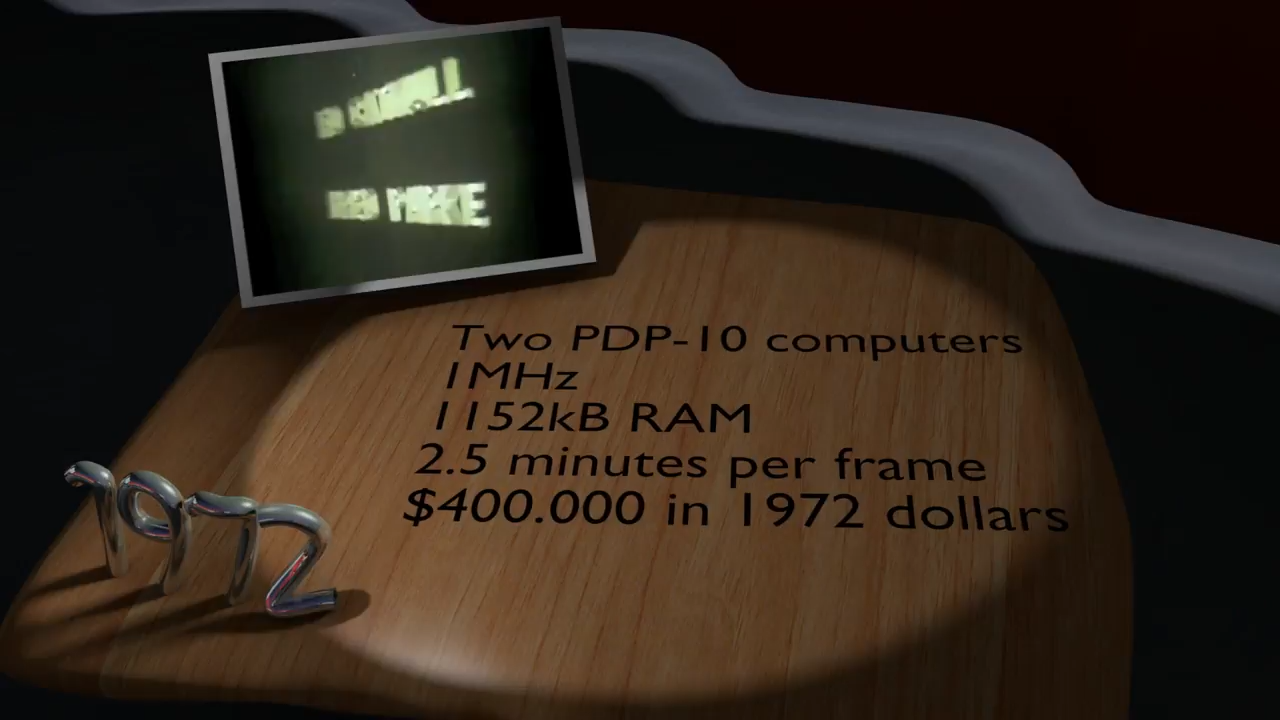 Two PDP-10 computers
1MHz
1152kB RAM
2.5 minutes per frame
$400.000 in 1972 dollars
1972